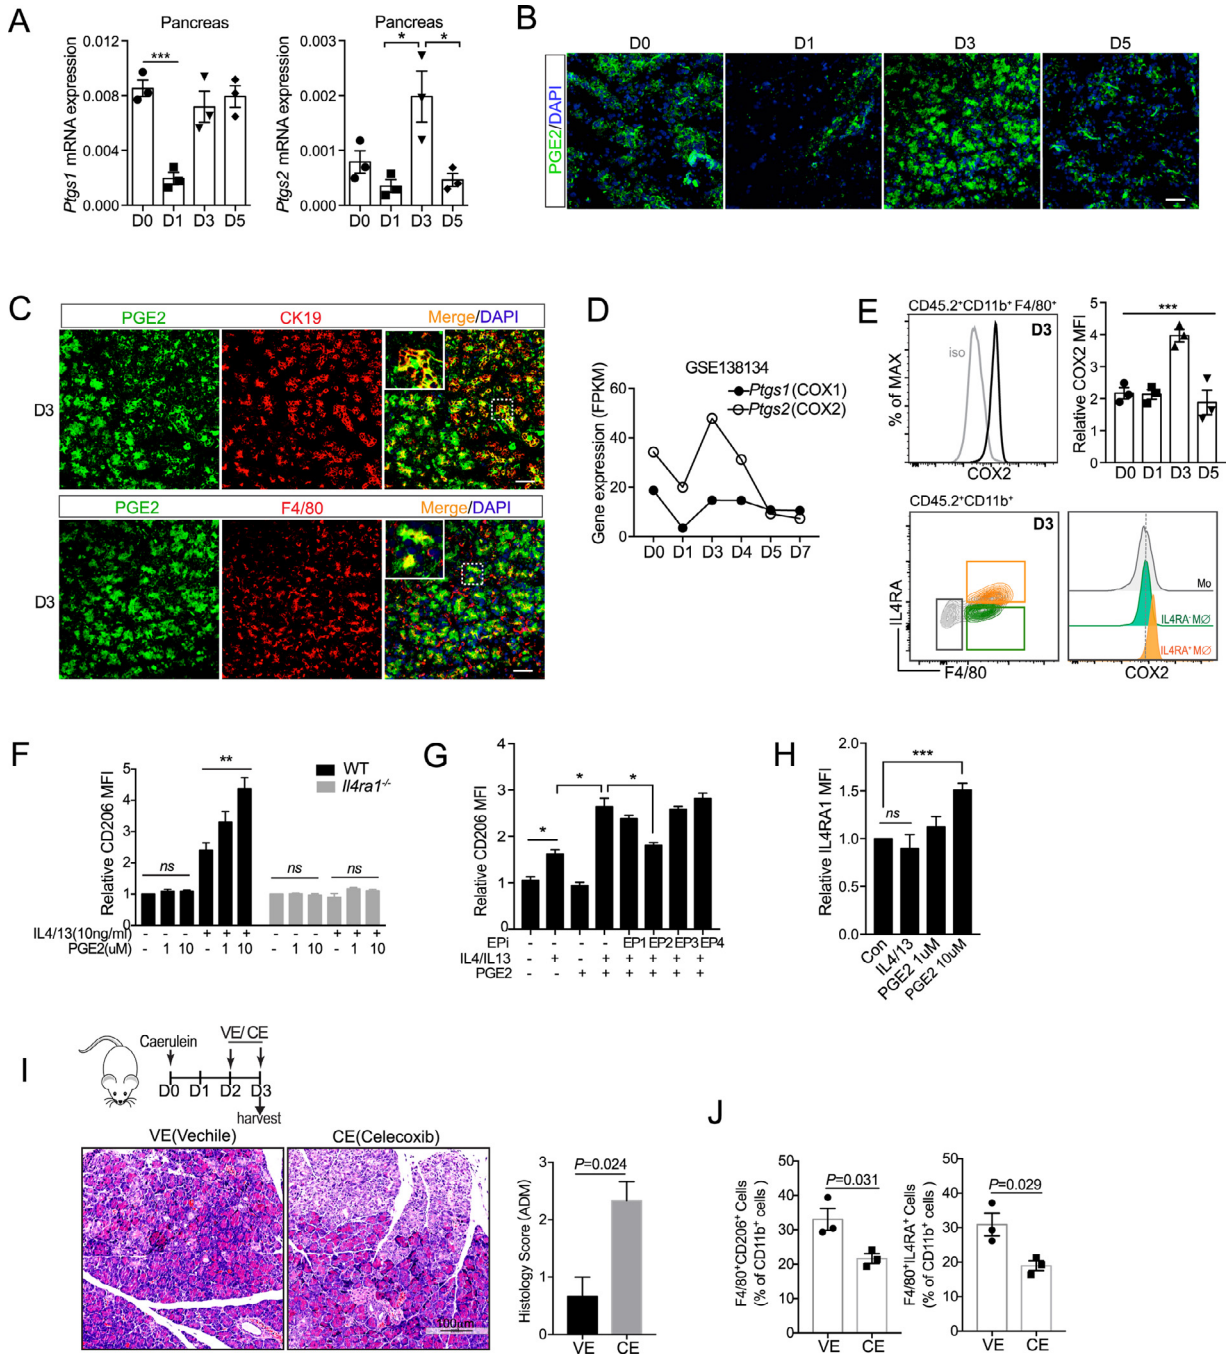 A
Pancreas
Ptgs1 mRNA expression
0.012
0.008
0.004
0.000
***
D0 D1 D3 D5
Pancreas
Ptgs2 mRNA expression
0.003
0.002
0.001
0.000
* *
D0 D1 D3 D5
B
D0 D1 D3 D5
PGE2/DAPI
C
PGE2 CK19 Merge/DAPI
D3
PGE2 F4/80 Merge/DAPI
D3
D
GSE138134
Ptgs1(COX1)
Ptgs2(COX2)
Gene expression (FPKM)
60
40
20
0
D0 D1 D3 D4 D5 D7
E
CD45.2⁺CD11b⁺ F4/80⁺
D3
iso
% of MAX
COX2
Relative COX2 MFI
5
4
3
2
1
0
***
D0 D1 D3 D5
CD45.2⁺CD11b⁺
D3
IL4RA
F4/80
Mo
IL4RA⁻MØ
IL4RA⁺MØ
COX2
F
Relative CD206 MFI
5
4
3
2
1
0
WT
Il4ra1⁻/⁻
ns ** ns ns
IL4/13(10ng/ml) - - - + + + - - - + + +
PGE2(uM) - 1 10 - 1 10 - 1 10 - 1 10
G
Relative CD206 MFI
4
3
2
1
0
* * *
EPi - - - - EP1 EP2 EP3 EP4
IL4/IL13 - + - + + + + +
PGE2 - - + + + + + +
H
Relative IL4RA1 MFI
2.0
1.5
1.0
0.5
0.0
***
ns
Con
IL4/13
PGE2 1uM
PGE2 10uM
I
Caerulein
VE/ CE
D0 D1 D2 D3
harvest
VE(Vechile) CE(Celecoxib)
100μm
Histology Score (ADM)
3
2
1
0
P=0.024
VE CE
J
F4/80⁺CD206⁺ Cells
(% of CD11b⁺ cells )
50
40
30
20
10
0
P=0.031
VE CE
F4/80⁺IL4RA⁺ Cells
(% of CD11b⁺ cells )
50
40
30
20
10
0
P=0.029
VE CE